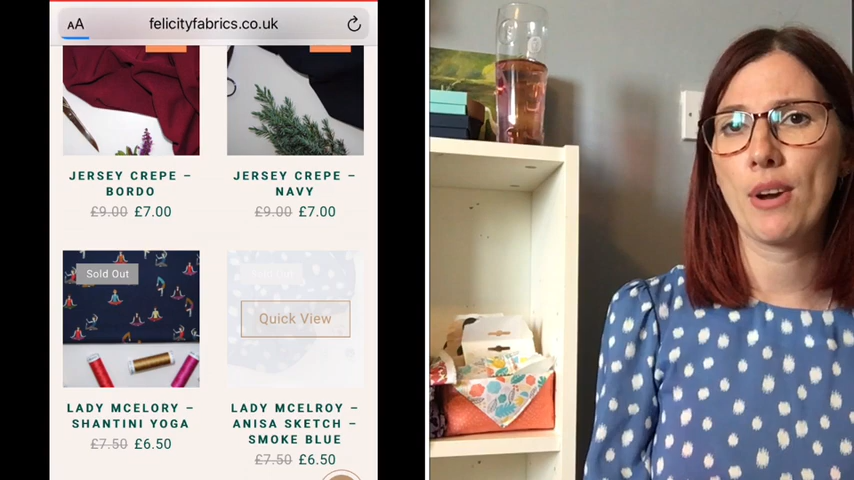 AA
felicityfabrics.co.uk
JERSEY CREPE –
BORDO
£9.00 £7.00
JERSEY CREPE –
NAVY
£9.00 £7.00
Sold Out
LADY MCELORY –
SHANTINI YOGA
£7.50 £6.50
Sold Out
Quick View
LADY MCELROY –
ANISA SKETCH –
SMOKE BLUE
£7.50 £6.50